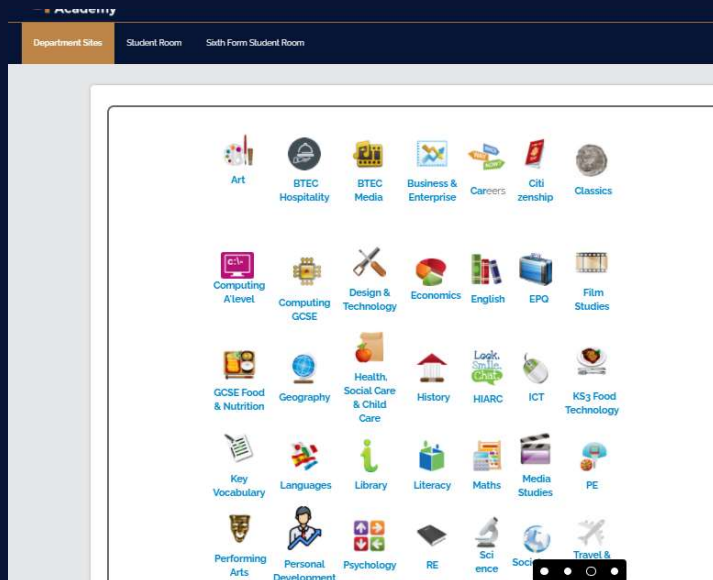 Academy
Department Sites Student Room Sixth Form Student Room
Art
BTEC
Hospitality
BTEC
Media
Business &
Enterprise
Careers
Citi
zenship
Classics
C:\-
Computing
A'level
Computing
GCSE
Design &
Technology
Economics
English
EPQ
Film
Studies
GCSE Food
& Nutrition
Geography
Health,
Social Care
& Child
Care
History
Look.
Smile.
Chat.
HIARC
ICT
KS3 Food
Technology
Key
Vocabulary
Languages
Library
Literacy
Maths
Media
Studies
PE
Performing
Arts
Personal
Development
Psychology
RE
Sci
ence
Travel &